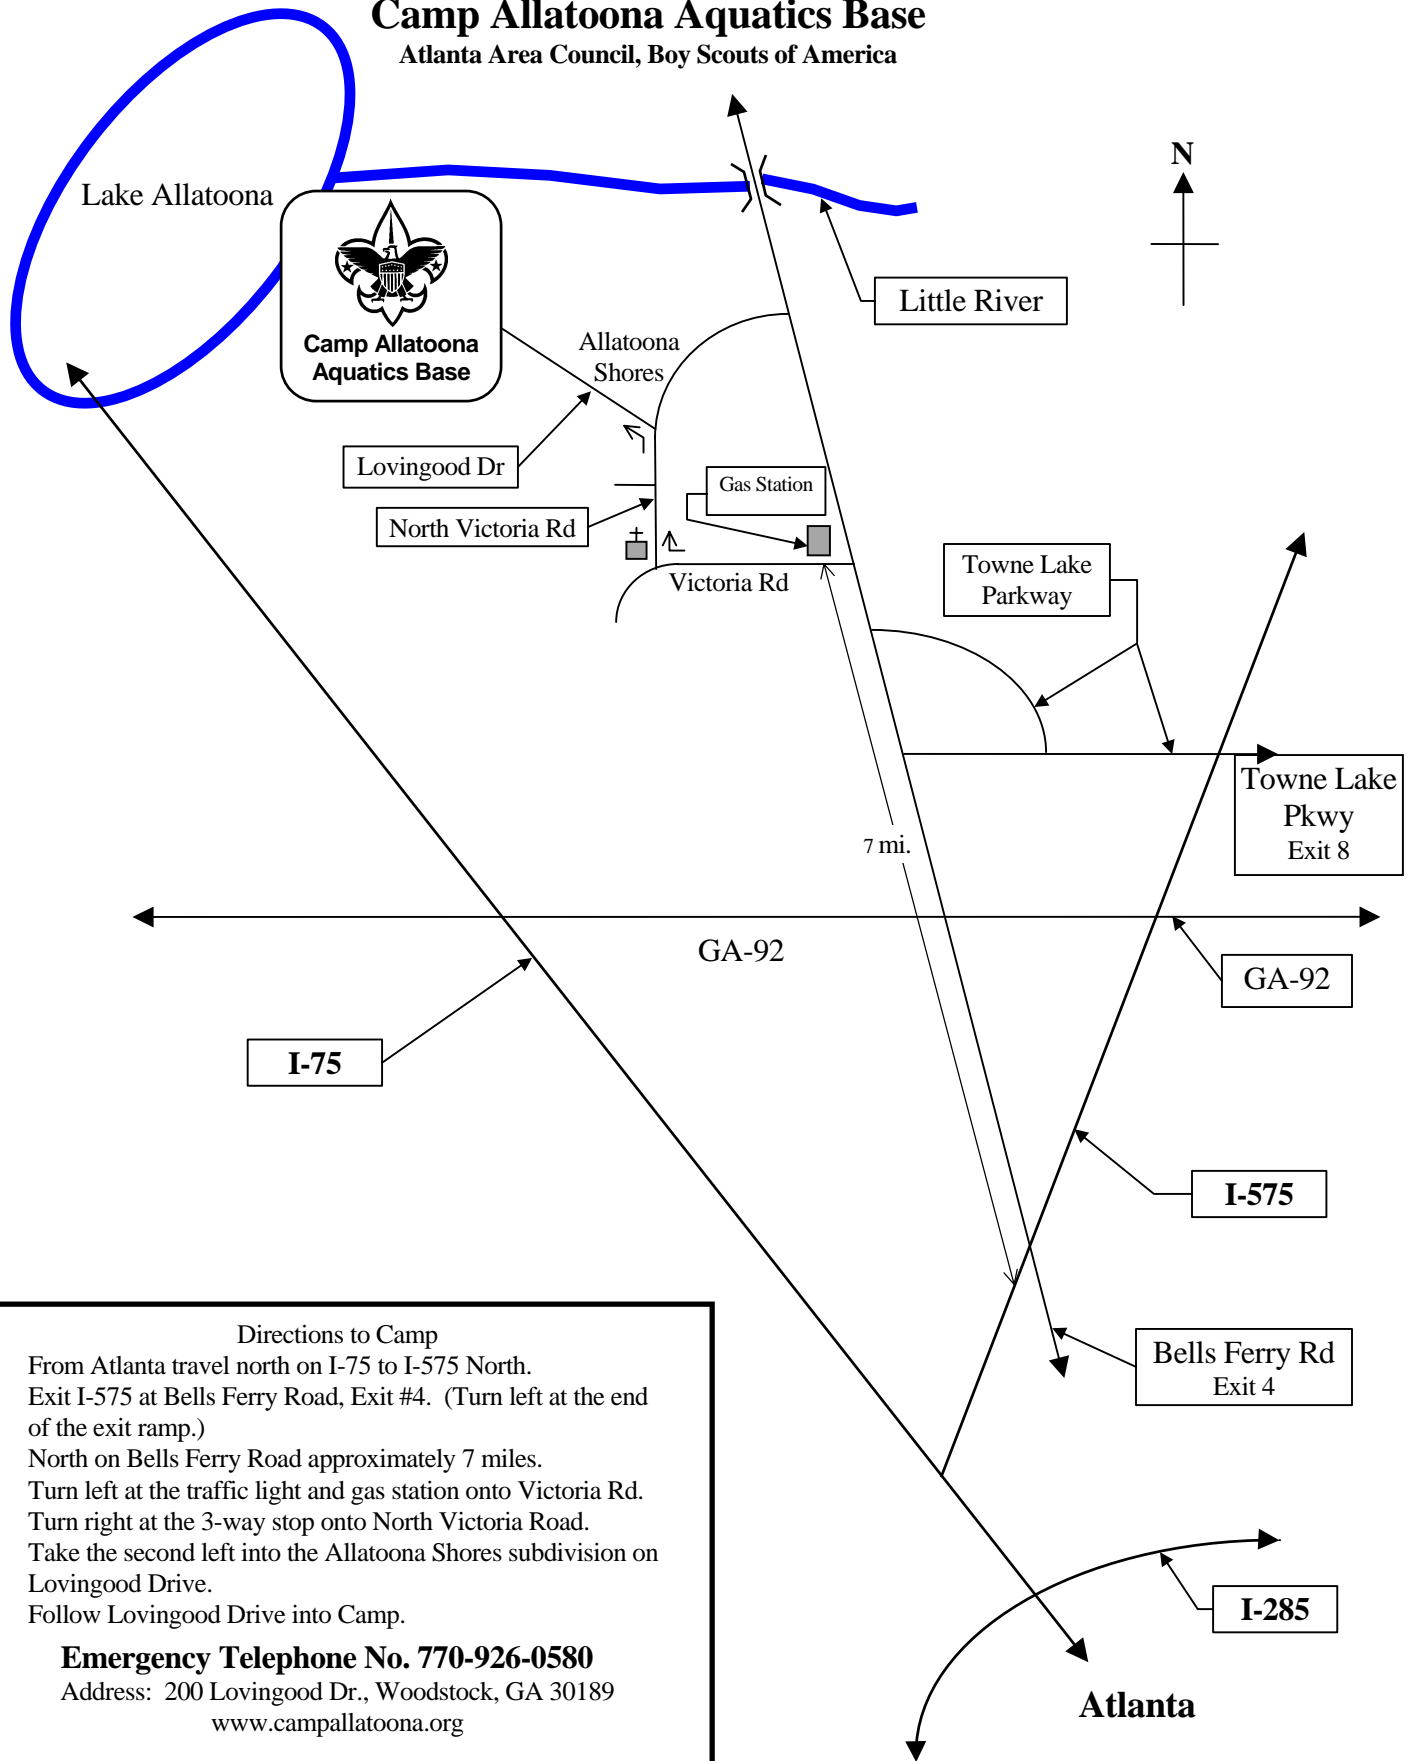 Camp Allatoona Aquatics Base
Atlanta Area Council, Boy Scouts of America
N
Lake Allatoona
Little River
Camp Allatoona
Aquatics Base
Allatoona
Shores
Lovingood Dr
Gas Station
North Victoria Rd
Victoria Rd
Towne Lake
Parkway
Towne Lake
Pkwy
Exit 8
7 mi.
GA-92
GA-92
I-75
I-575
Bells Ferry Rd
Exit 4
Directions to Camp
From Atlanta travel north on I-75 to I-575 North.
Exit I-575 at Bells Ferry Road, Exit #4.  (Turn left at the end
of the exit ramp.)
North on Bells Ferry Road approximately 7 miles.
Turn left at the traffic light and gas station onto Victoria Rd.
Turn right at the 3-way stop onto North Victoria Road.
Take the second left into the Allatoona Shores subdivision on
Lovingood Drive.
Follow Lovingood Drive into Camp.
Emergency Telephone No. 770-926-0580
Address:  200 Lovingood Dr., Woodstock, GA 30189
www.campallatoona.org
I-285
Atlanta